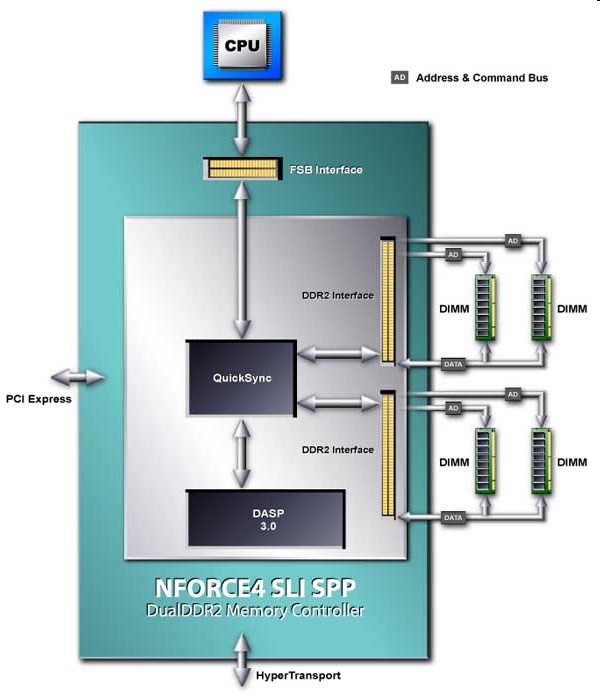 CPU
AD Address & Command Bus
FSB Interface
AD
AD
DDR2 Interface
DIMM
DIMM
DATA
QuickSync
PCI Express
AD
AD
DDR2 Interface
DIMM
DIMM
DATA
DASP
3.0
NFORCE4 SLI SPP
DualDDR2 Memory Controller
HyperTransport